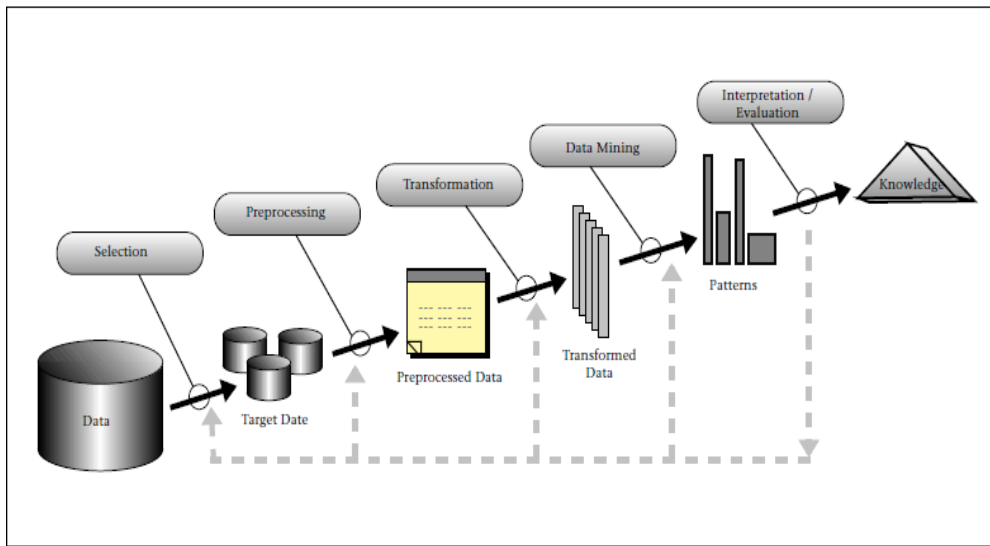 Interpretation /
Evaluation
Data Mining
Transformation
Preprocessing
Selection
Knowledge
Patterns
Transformed
Data
Preprocessed Data
Target Date
Data